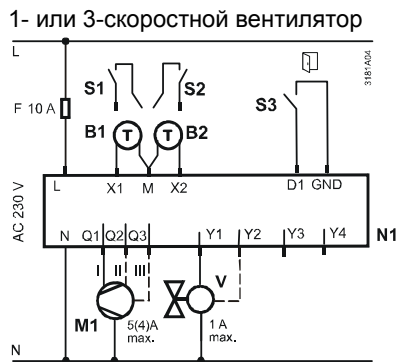 1- или 3-скоростной вентилятор
L
3181A04
S1 S2
S3
F 10 A
B1 T T B2
AC 230 V
L X1 M X2 D1 GND
N1
N Q1 Q2 Q3 Y1 Y2 Y3 Y4
I II III
V
M1
5(4)A max.
1 A max.
N